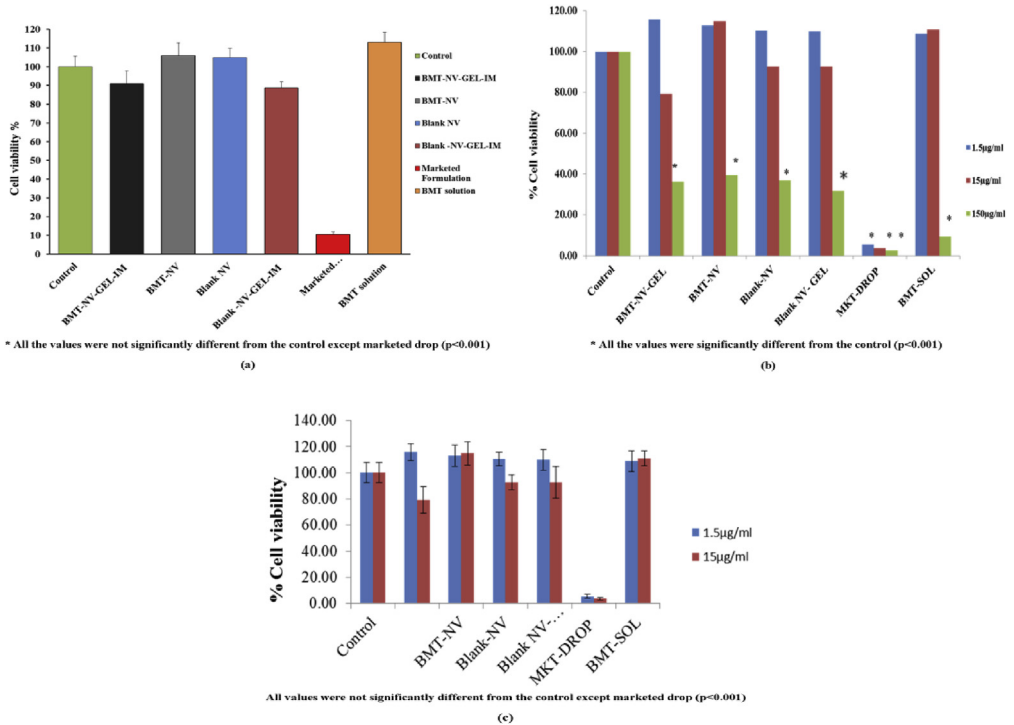 120
110
100
90
80
70
60
50
40
30
20
10
0
Cell viability %
Control
BMT-NV-GEL-IM
BMT-NV
Blank NV
Blank -NV-GEL-IM
Marketed...
BMT solution
Control
BMT-NV-GEL-IM
BMT-NV
Blank NV
Blank -NV-GEL-IM
Marketed
Formulation
BMT solution
* All the values were not significantly different from the control except marketed drop (p<0.001)
(a)
120.00
100.00
80.00
60.00
40.00
20.00
0.00
% Cell viability
* * * * * * * *
Control
BMT-NV-GEL
BMT-NV
Blank-NV
Blank NV- GEL
MKT-DROP
BMT-SOL
1.5µg/ml
15µg/ml
150µg/ml
* All the values were significantly different from the control (p<0.001)
(b)
140.00
120.00
100.00
80.00
60.00
40.00
20.00
0.00
% Cell viability
Control
BMT-NV
Blank-NV
Blank NV-...
MKT-DROP
BMT-SOL
1.5µg/ml
15µg/ml
All values were not significantly different from the control except marketed drop (p<0.001)
(c)